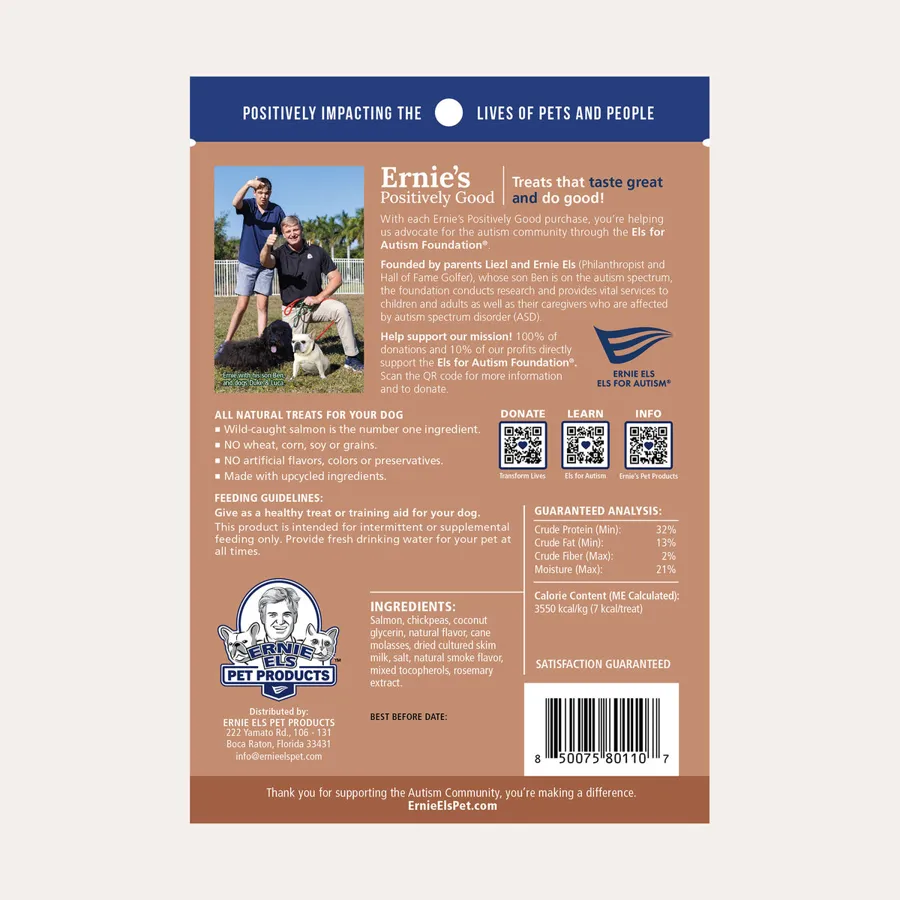 POSITIVELY IMPACTING THE LIVES OF PETS AND PEOPLE
Ernie's
Positively Good
Treats that taste great
and do good!
With each Ernie's Positively Good purchase, you're helping
us advocate for the autism community through the Els for
Autism Foundation®.
Founded by parents Liezl and Ernie Els (Philanthropist and
Hall of Fame Golfer), whose son Ben is on the autism spectrum,
the foundation conducts research and provides vital services to
children and adults as well as their caregivers who are affected
by autism spectrum disorder (ASD).
Help support our mission! 100% of
donations and 10% of our profits directly
support the Els for Autism Foundation®.
Scan the QR code for more information
and to donate.
ERNIE ELS
ELS FOR AUTISM®
Ernie with his son Ben
and dogs Duke & Luca
ALL NATURAL TREATS FOR YOUR DOG
▪ Wild-caught salmon is the number one ingredient.
▪ NO wheat, corn, soy or grains.
▪ NO artificial flavors, colors or preservatives.
▪ Made with upcycled ingredients.
DONATE
Transform Lives
LEARN
Els for Autism
INFO
Ernie's Pet Products
FEEDING GUIDELINES:
Give as a healthy treat or training aid for your dog.
This product is intended for intermittent or supplemental
feeding only. Provide fresh drinking water for your pet at
all times.
GUARANTEED ANALYSIS:
Crude Protein (Min): 32%
Crude Fat (Min): 13%
Crude Fiber (Max): 2%
Moisture (Max): 21%
Calorie Content (ME Calculated):
3550 kcal/kg (7 kcal/treat)
SATISFACTION GUARANTEED
INGREDIENTS:
Salmon, chickpeas, coconut
glycerin, natural flavor, cane
molasses, dried cultured skim
milk, salt, natural smoke flavor,
mixed tocopherols, rosemary
extract.
BEST BEFORE DATE:
ERNIE
ELS
PET PRODUCTS
™
Distributed by:
ERNIE ELS PET PRODUCTS
222 Yamato Rd., 106 - 131
Boca Raton, Florida 33431
info@ernieelspet.com
8 50075 80110 7
Thank you for supporting the Autism Community, you're making a difference.
ErnieElsPet.com